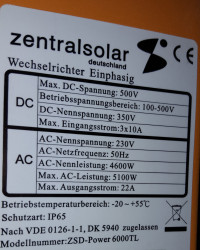 zentralsolar
deutschland
CE
Wechselrichter Einphasig
DC
Max. DC-Spannung: 500V
Betriebsspannungsbereich: 100-500V
DC-Nennspannung: 350V
Max. Eingangsstrom: 3x10A
AC
AC-Nennspannung: 230V
AC-Netzfrequenz: 50Hz
AC-Nennleistung: 4600W
Max. AC-Leistung: 5100W
Max. Ausgangsstrom: 22A
Betriebstemperaturbereich: -20~+55℃
Schutzart: IP65
Nach VDE 0126-1-1, DK 5940 zugelassen
Modellnummer: ZSD-Power 6000TL